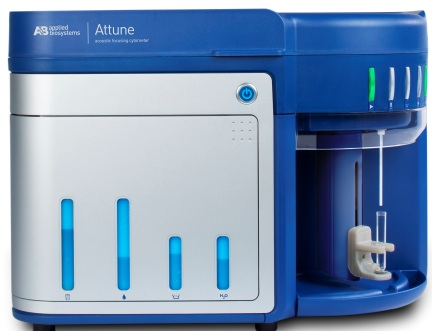 AB applied
biosystems
Attune
acoustic focusing cytometer
H₂O